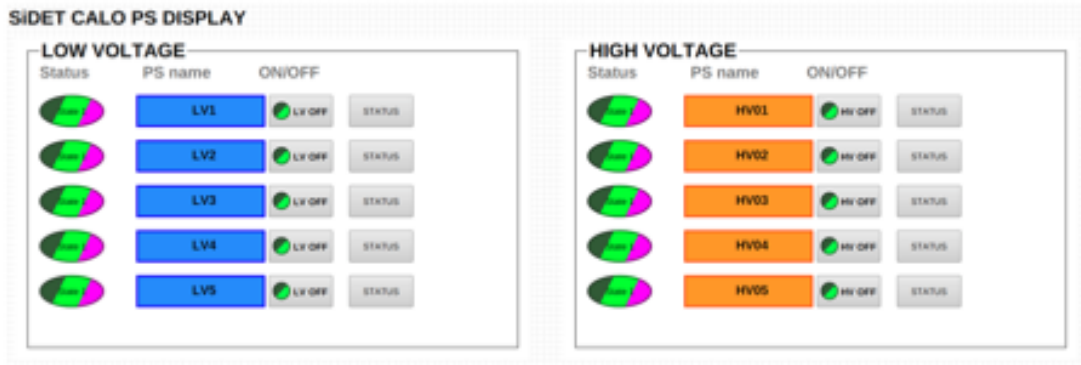 SiDET CALO PS DISPLAY
LOW VOLTAGE
Status PS name ON/OFF
LV1 LV OFF STATUS
LV2 LV OFF STATUS
LV3 LV OFF STATUS
LV4 LV OFF STATUS
LV5 LV OFF STATUS
HIGH VOLTAGE
Status PS name ON/OFF
HV01 HV OFF STATUS
HV02 HV OFF STATUS
HV03 HV OFF STATUS
HV04 HV OFF STATUS
HV05 HV OFF STATUS